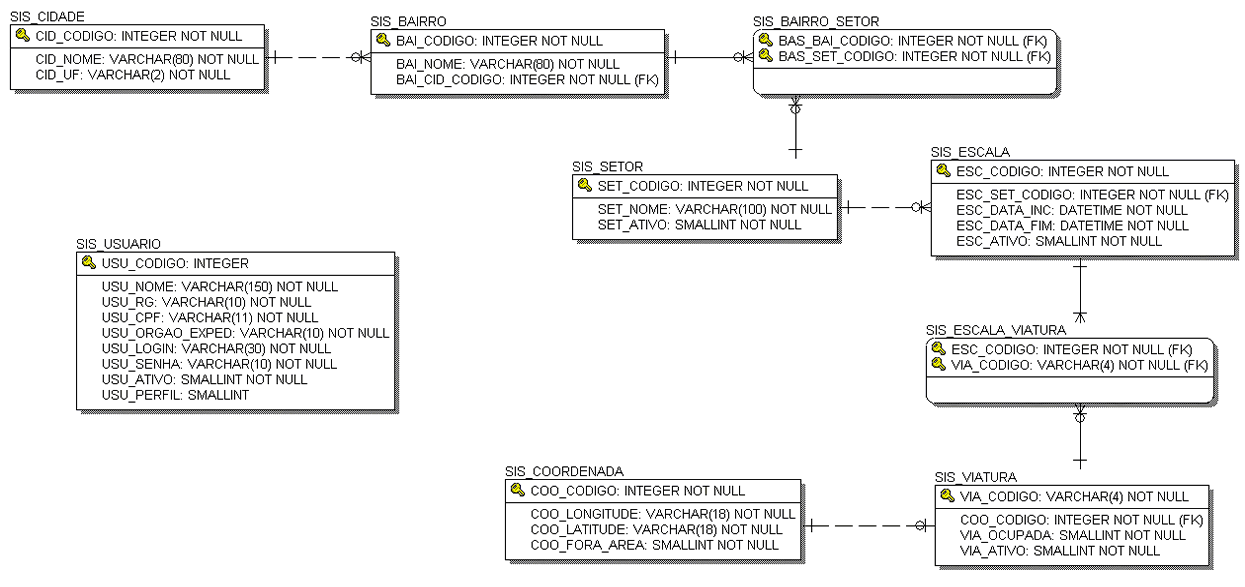 SIS_CIDADE
CID_CODIGO: INTEGER NOT NULL
CID_NOME: VARCHAR(80) NOT NULL
CID_UF: VARCHAR(2) NOT NULL
SIS_BAIRRO
BAI_CODIGO: INTEGER NOT NULL
BAI_NOME: VARCHAR(80) NOT NULL
BAI_CID_CODIGO: INTEGER NOT NULL (FK)
SIS_BAIRRO_SETOR
BAS_BAI_CODIGO: INTEGER NOT NULL (FK)
BAS_SET_CODIGO: INTEGER NOT NULL (FK)
SIS_SETOR
SET_CODIGO: INTEGER NOT NULL
SET_NOME: VARCHAR(100) NOT NULL
SET_ATIVO: SMALLINT NOT NULL
SIS_ESCALA
ESC_CODIGO: INTEGER NOT NULL
ESC_SET_CODIGO: INTEGER NOT NULL (FK)
ESC_DATA_INC: DATETIME NOT NULL
ESC_DATA_FIM: DATETIME NOT NULL
ESC_ATIVO: SMALLINT NOT NULL
SIS_USUARIO
USU_CODIGO: INTEGER
USU_NOME: VARCHAR(150) NOT NULL
USU_RG: VARCHAR(10) NOT NULL
USU_CPF: VARCHAR(11) NOT NULL
USU_ORGAO_EXPED: VARCHAR(10) NOT NULL
USU_LOGIN: VARCHAR(30) NOT NULL
USU_SENHA: VARCHAR(10) NOT NULL
USU_ATIVO: SMALLINT NOT NULL
USU_PERFIL: SMALLINT
SIS_ESCALA_VIATURA
ESC_CODIGO: INTEGER NOT NULL (FK)
VIA_CODIGO: VARCHAR(4) NOT NULL (FK)
SIS_COORDENADA
COO_CODIGO: INTEGER NOT NULL
COO_LONGITUDE: VARCHAR(18) NOT NULL
COO_LATITUDE: VARCHAR(18) NOT NULL
COO_FORA_AREA: SMALLINT NOT NULL
SIS_VIATURA
VIA_CODIGO: VARCHAR(4) NOT NULL
COO_CODIGO: INTEGER NOT NULL (FK)
VIA_OCUPADA: SMALLINT NOT NULL
VIA_ATIVO: SMALLINT NOT NULL